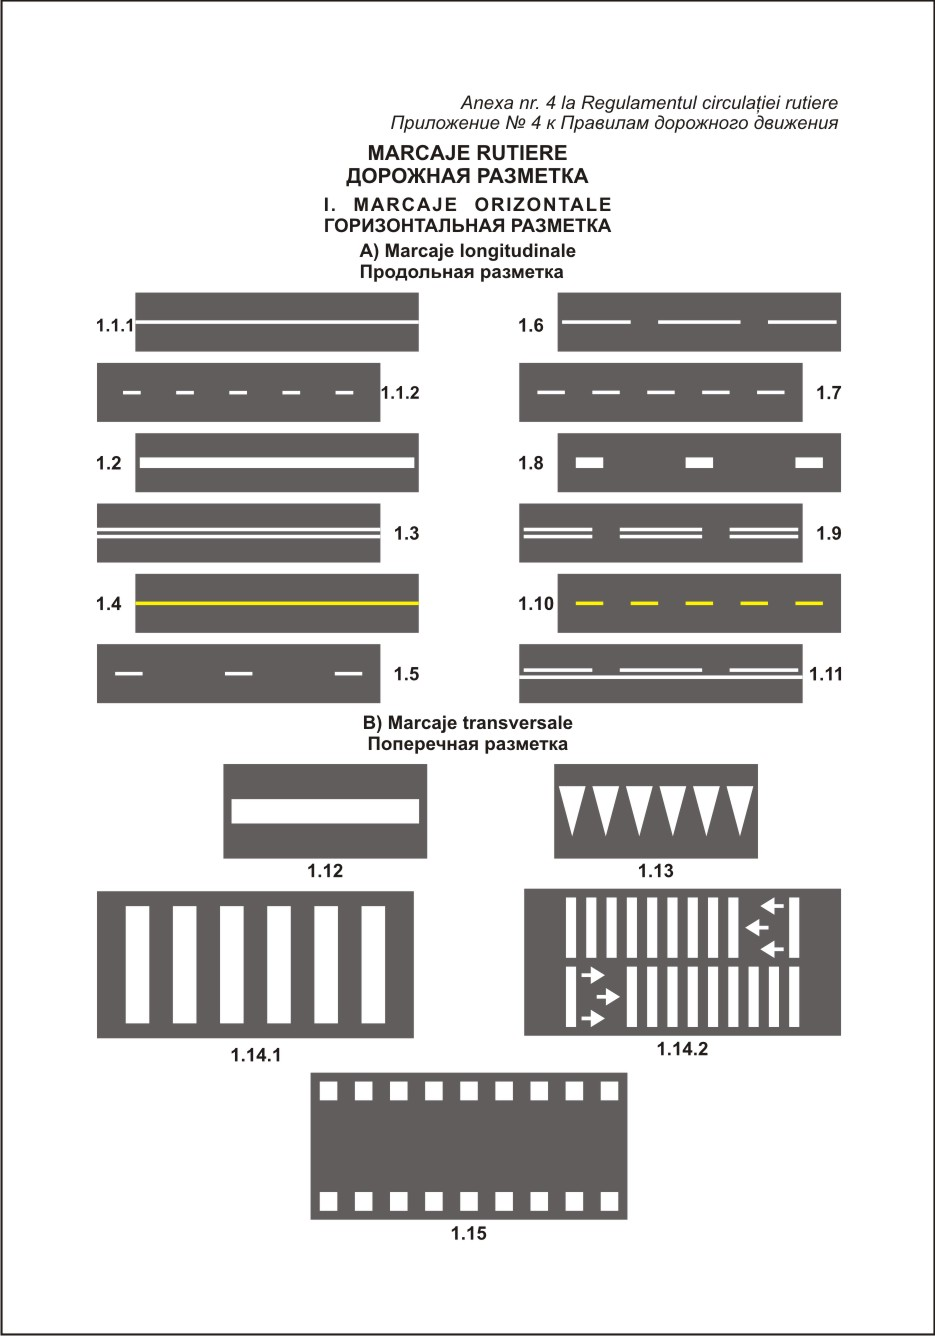 Anexa nr. 4 la Regulamentul circulației rutiere
Приложение № 4 к Правилам дорожного движения
MARCAJE RUTIERE
ДОРОЖНАЯ РАЗМЕТКА
I. MARCAJE ORIZONTALE
ГОРИЗОНТАЛЬНАЯ РАЗМЕТКА
A) Marcaje longitudinale
Продольная разметка
1.1.1
1.6
1.1.2
1.7
1.2
1.8
1.3
1.9
1.4
1.10
1.5
1.11
B) Marcaje transversale
Поперечная разметка
1.12
1.13
1.14.1
1.14.2
1.15